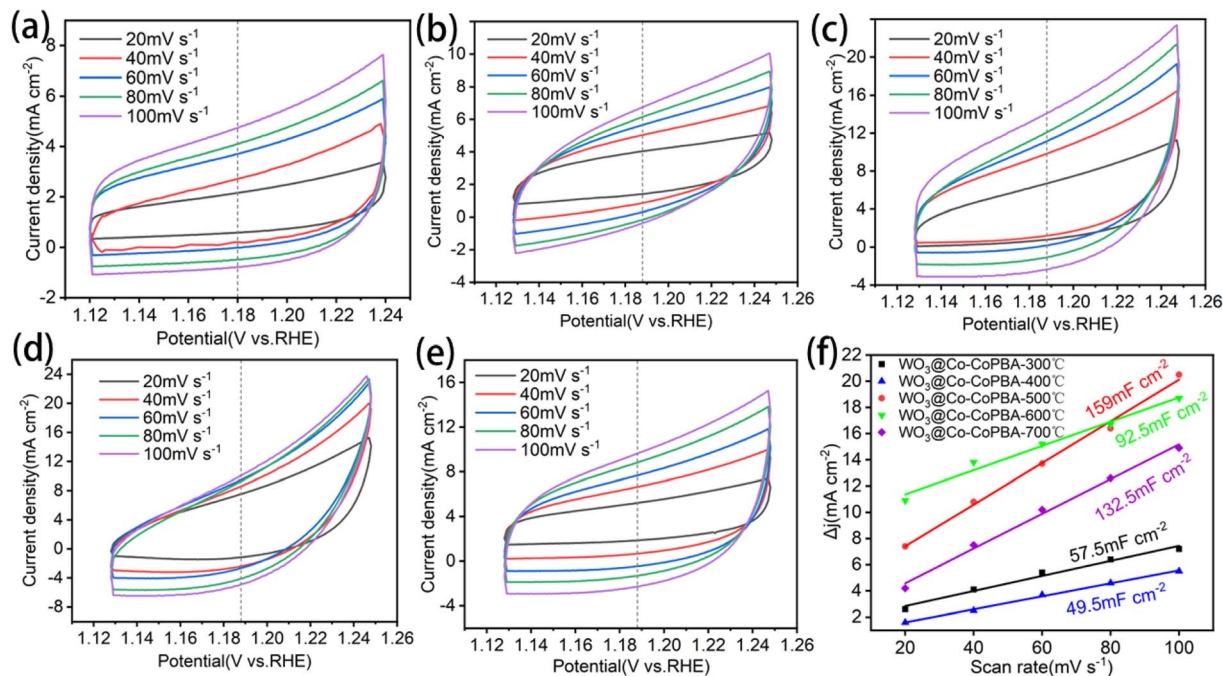 (a)
8
6
4
2
0
-2
Current density(mA cm⁻²)
20mV s⁻¹
40mV s⁻¹
60mV s⁻¹
80mV s⁻¹
100mV s⁻¹
1.12 1.14 1.16 1.18 1.20 1.22 1.24
Potential(V vs.RHE)
(b)
10
8
6
4
2
0
-2
-4
Current density(mA cm⁻²)
20mV s⁻¹
40mV s⁻¹
60mV s⁻¹
80mV s⁻¹
100mV s⁻¹
1.12 1.14 1.16 1.18 1.20 1.22 1.24 1.26
Potential(V vs.RHE)
(c)
24
20
16
12
8
4
0
-4
Current density(mA cm⁻²)
20mV s⁻¹
40mV s⁻¹
60mV s⁻¹
80mV s⁻¹
100mV s⁻¹
1.12 1.14 1.16 1.18 1.20 1.22 1.24 1.26
Potential(V vs.RHE)
(d)
24
20
16
12
8
4
0
-4
-8
Current density(mA cm⁻²)
20mV s⁻¹
40mV s⁻¹
60mV s⁻¹
80mV s⁻¹
100mV s⁻¹
1.12 1.14 1.16 1.18 1.20 1.22 1.24 1.26
Potential(V vs.RHE)
(e)
16
12
8
4
0
-4
Current density(mA cm⁻²)
20mV s⁻¹
40mV s⁻¹
60mV s⁻¹
80mV s⁻¹
100mV s⁻¹
1.12 1.14 1.16 1.18 1.20 1.22 1.24 1.26
Potential(V vs.RHE)
(f)
22
20
18
16
14
12
10
8
6
4
2
Δj(mA cm⁻²)
WO₃@Co-CoPBA-300℃
WO₃@Co-CoPBA-400℃
WO₃@Co-CoPBA-500℃
WO₃@Co-CoPBA-600℃
WO₃@Co-CoPBA-700℃
159mF cm⁻²
92.5mF cm⁻²
132.5mF cm⁻²
57.5mF cm⁻²
49.5mF cm⁻²
20 40 60 80 100
Scan rate(mV s⁻¹)